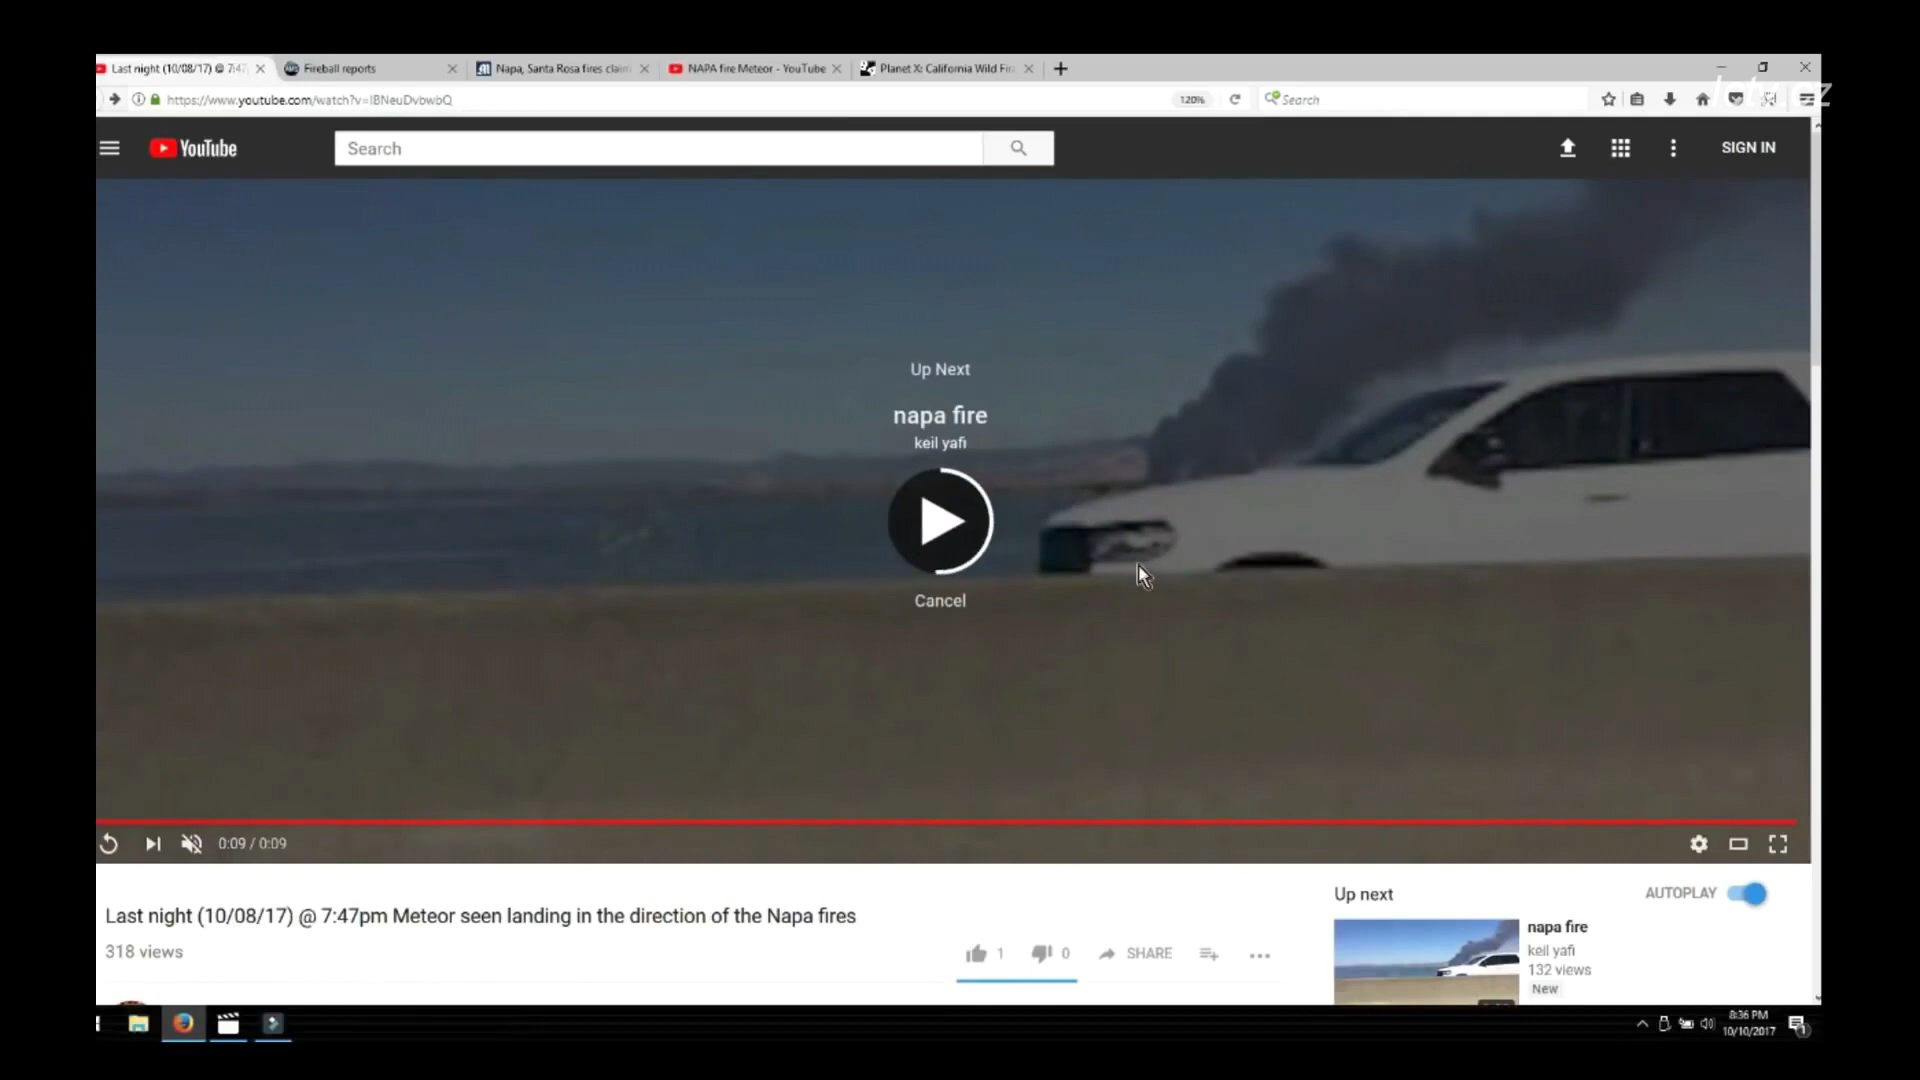 Last night (10/08/17) @ 7:47
Fireball reports
Napa, Santa Rosa fires claim
NAPA fire Meteor - YouTube
Planet X: California Wild Fir
https://www.youtube.com/watch?v=IBNeuDvbwbQ
120%
Search
YouTube
Search
SIGN IN
Up Next
napa fire
keil yafi
Cancel
0:09 / 0:09
Last night (10/08/17) @ 7:47pm Meteor seen landing in the direction of the Napa fires
318 views
1
0
SHARE
Up next
AUTOPLAY
napa fire
keil yafi
132 views
New
8:36 PM
10/10/2017